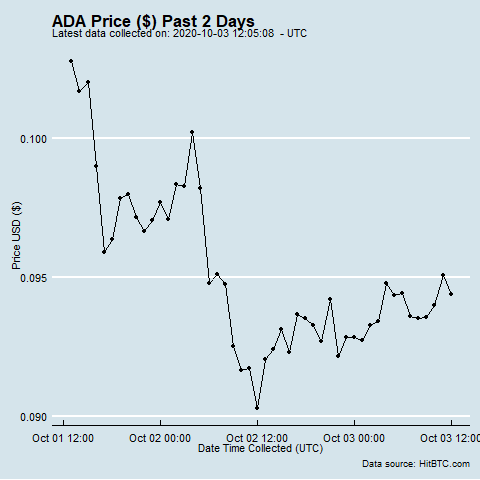 ADA Price ($) Past 2 Days
Latest data collected on: 2020-10-03 12:05:08 - UTC
Price USD ($)
0.100
0.095
0.090
Oct 01 12:00 Oct 02 00:00 Oct 02 12:00 Oct 03 00:00 Oct 03 12:00
Date Time Collected (UTC)
Data source: HitBTC.com